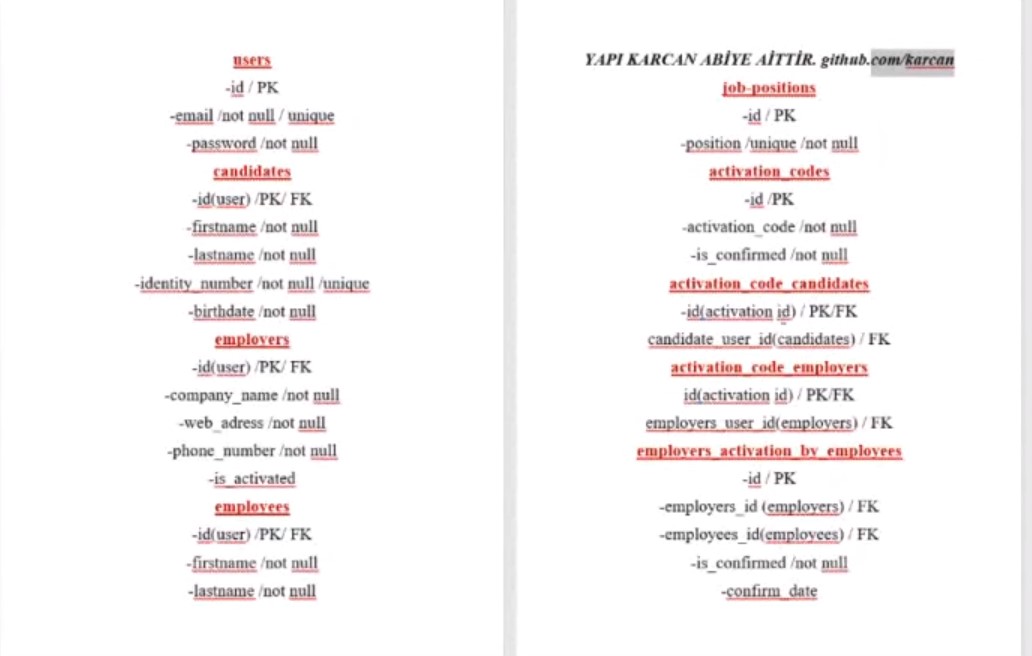 users
-id / PK
-email /not null / unique
-password /not null
candidates
-id(user) /PK/ FK
-firstname /not null
-lastname /not null
-identity_number /not null /unique
-birthdate /not null
employers
-id(user) /PK/ FK
-company_name /not null
-web_adress /not null
-phone_number /not null
-is_activated
employees
-id(user) /PK/ FK
-firstname /not null
-lastname /not null
YAPI KARCAN ABİYE AİTTİR. github.com/karcan
job-positions
-id / PK
-position /unique /not null
activation_codes
-id /PK
-activation_code /not null
-is_confirmed /not null
activation_code_candidates
-id(activation id) / PK/FK
candidate_user_id(candidates) / FK
activation_code_employers
id(activation id) / PK/FK
employers_user_id(employers) / FK
employers_activation_by_employees
-id / PK
-employers_id (employers) / FK
-employees_id(employees) / FK
-is_confirmed /not null
-confirm_date